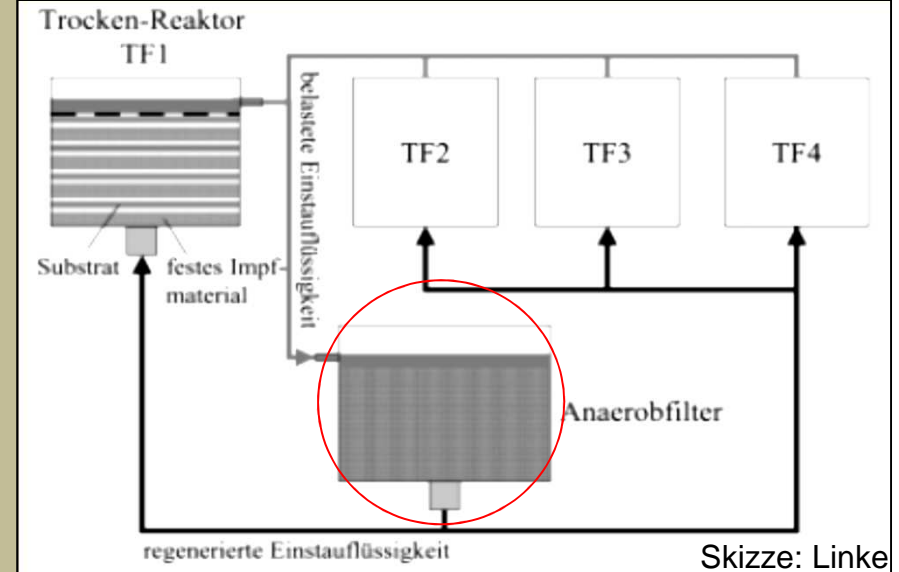 Trocken-Reaktor
TF1
belastete Einstauflüssigkeit
TF2
TF3
TF4
Substrat
festes Impf-
material
Anaerobfilter
regenerierte Einstauflüssigkeit
Skizze: Linke